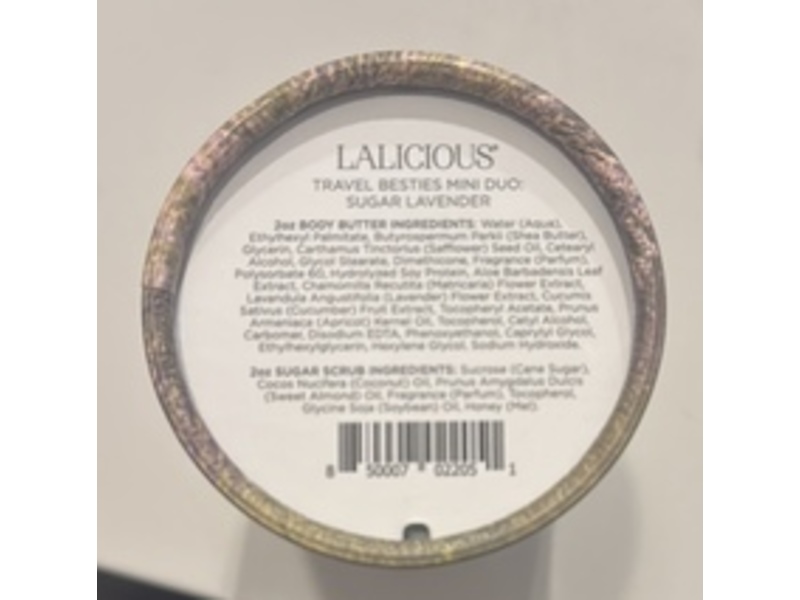 LALICIOUS®
TRAVEL BESTIES MINI DUO:
SUGAR LAVENDER
2oz BODY BUTTER INGREDIENTS: Water (Aqua),
Ethylhexyl Palmitate, Butyrospermum Parkii (Shea Butter),
Glycerin, Carthamus Tinctorius (Safflower) Seed Oil, Cetearyl
Alcohol, Glycol Stearate, Dimethicone, Fragrance (Parfum),
Polysorbate 60, Hydrolyzed Soy Protein, Aloe Barbadensis Leaf
Extract, Chamomilla Recutita (Matricaria) Flower Extract,
Lavandula Angustifolia (Lavender) Flower Extract, Cucumis
Sativus (Cucumber) Fruit Extract, Tocopheryl Acetate, Prunus
Armeniaca (Apricot) Kernel Oil, Tocopherol, Cetyl Alcohol,
Carbomer, Disodium EDTA, Phenoxyethanol, Caprylyl Glycol,
Ethylhexylglycerin, Hexylene Glycol, Sodium Hydroxide.
2oz SUGAR SCRUB INGREDIENTS: Sucrose (Cane Sugar),
Cocos Nucifera (Coconut) Oil, Prunus Amygdalus Dulcis
(Sweet Almond) Oil, Fragrance (Parfum), Tocopherol,
Glycine Soja (Soybean) Oil, Honey (Mel).
8 50007 02205 1